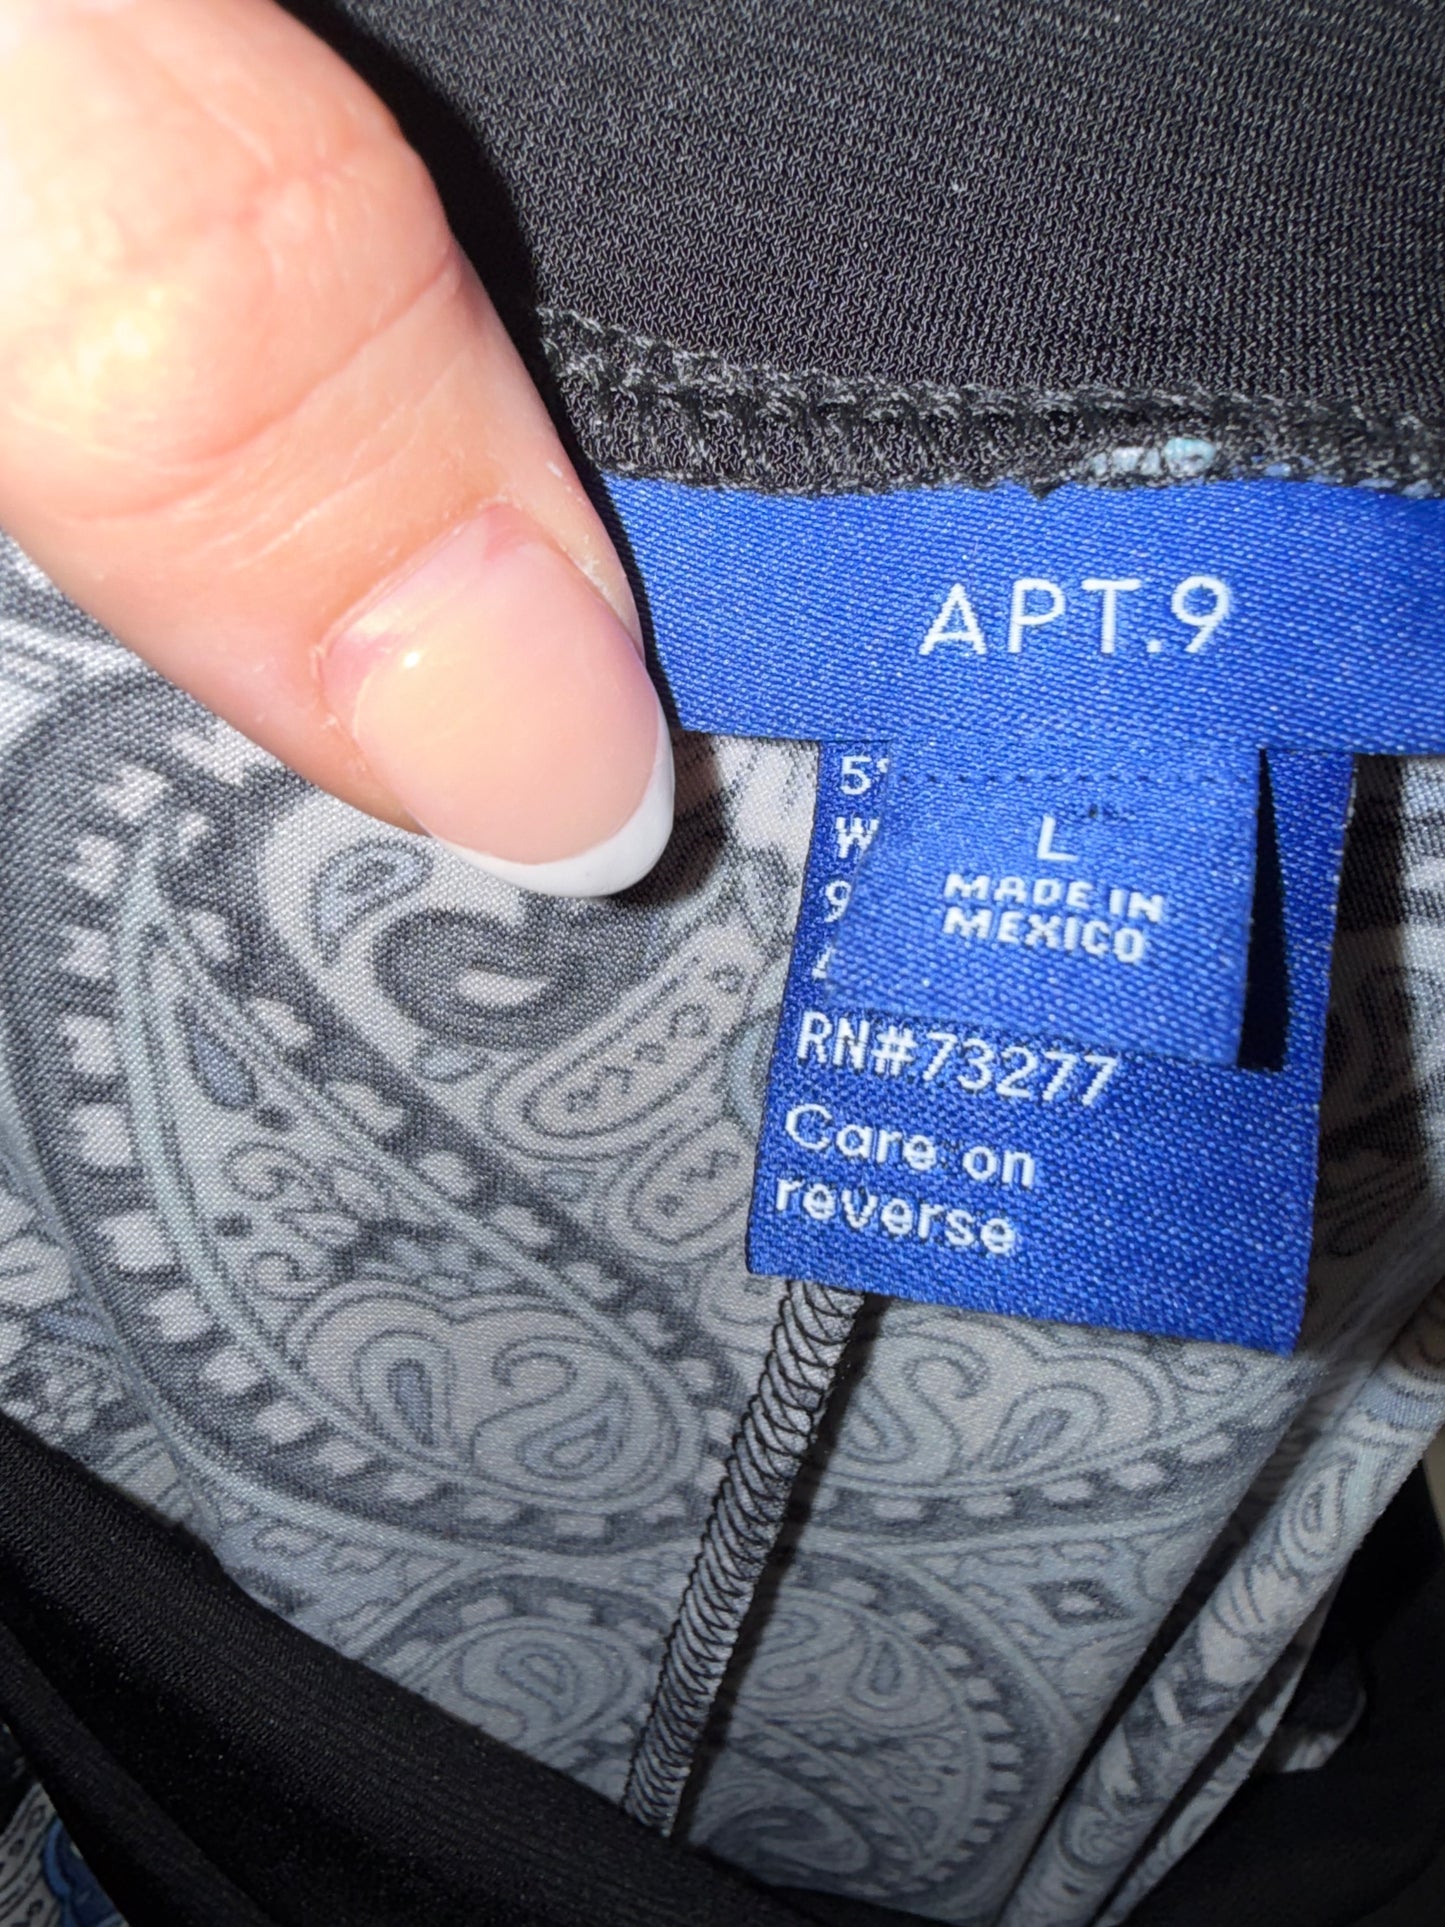 APT.9
L
MADE IN
MEXICO
RN#73277
Care on
reverse